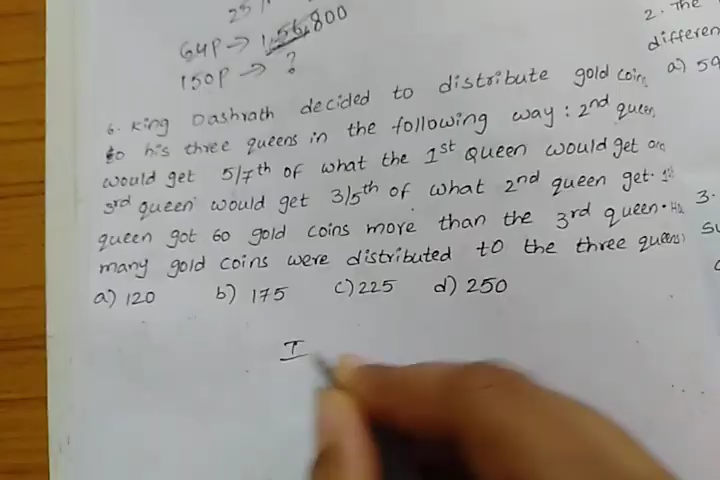 25
64P → 1,56,800
150P → ?
6. King Dashrath decided to distribute gold coins
to his three queens in the following way: 2nd queen
would get 5/7th of what the 1st Queen would get and
3rd queen would get 3/5th of what 2nd queen get. 1st
queen got 60 gold coins more than the 3rd queen.
many gold coins were distributed to the three queens
a) 120 b) 175 c) 225 d) 250
I
2. The
differen
a) 59
3.